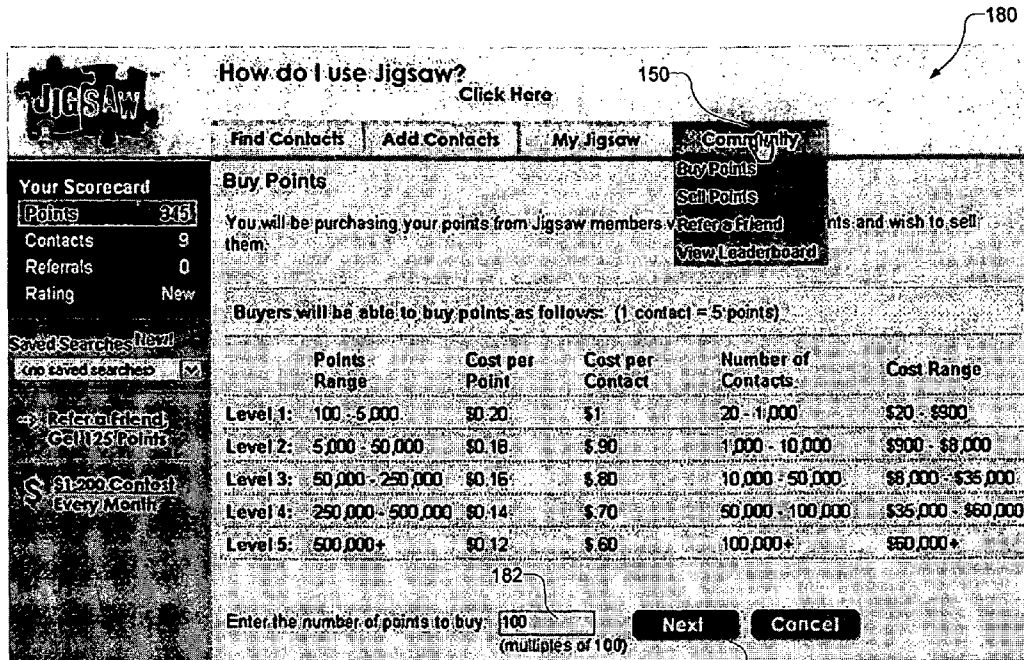 180
JIGSAW
How do I use Jigsaw?
Click Here
150
Find Contacts Add Contacts My Jigsaw Community
Buy Points
Sell Points
Refer a Friend
View Leaderboard
Your Scorecard
Points 345
Contacts 9
Referrals 0
Rating New
Saved Searches New!
<no saved searches>
Refer a friend,
Get 125 Points
$ $1,200 Contest
Every Month
Buy Points
You will be purchasing your points from Jigsaw members nts and wish to sell
them.
Buyers will be able to buy points as follows: (1 contact = 5 points)
Points Range Cost per Point Cost per Contact Number of Contacts Cost Range
Level 1: 100 - 5,000 $0.20 $1 20 - 1,000 $20 - $900
Level 2: 5,000 - 50,000 $0.18 $.90 1,000 - 10,000 $900 - $8,000
Level 3: 50,000 - 250,000 $0.16 $.80 10,000 - 50,000 $8,000 - $35,000
Level 4: 250,000 - 500,000 $0.14 $.70 50,000 - 100,000 $35,000 - $60,000
Level 5: 500,000+ $0.12 $.60 100,000+ $60,000+
182
Enter the number of points to buy: 100 Next Cancel
(multiples of 100)